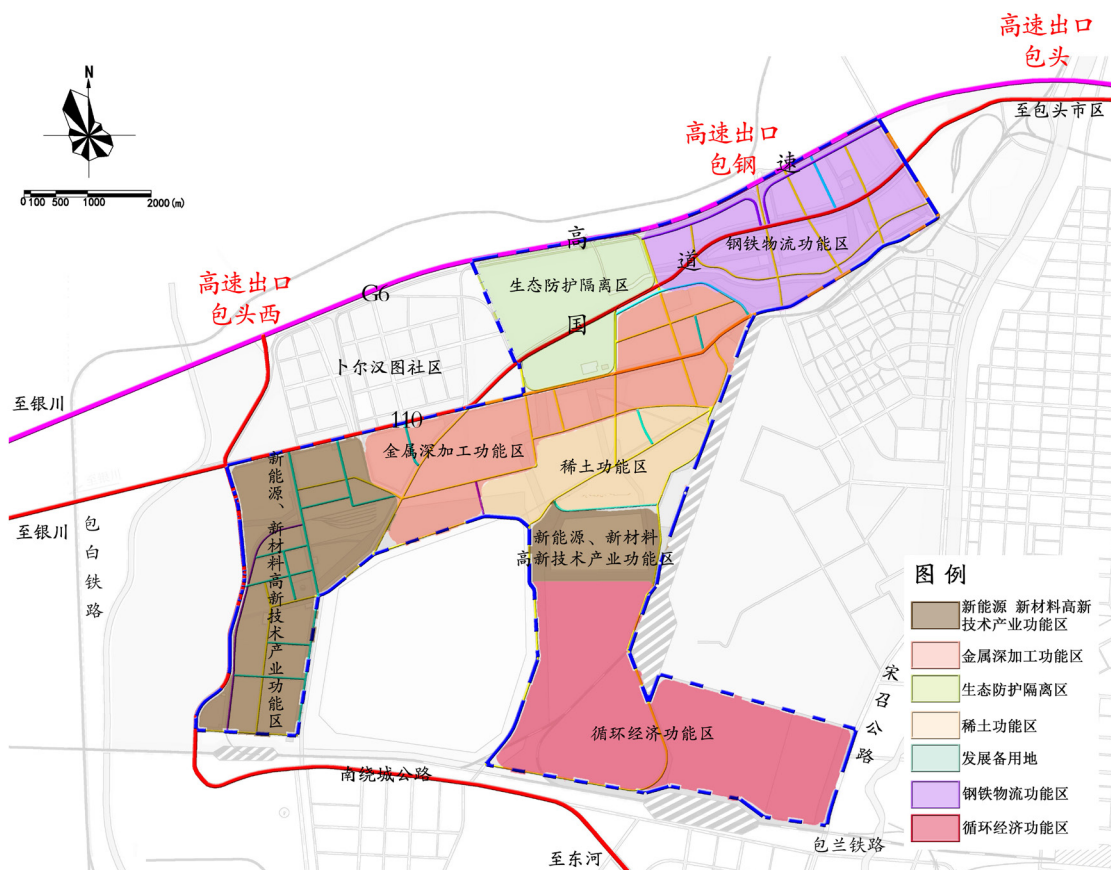 高速出口
包头
至包头市区
N
高速出口
包钢
速
0 100 500 1000 2000 (m)
高
钢铁物流功能区
道
高速出口
包头西
生态防护隔离区
G6
国
卜尔汉图社区
至银川
110
金属深加工功能区
稀土功能区
新能源、新材料高新技术产业功能区
至银川
包白铁路
新能源、新材料
高新技术产业功能区
图 例
新能源 新材料高新
技术产业功能区
金属深加工功能区
生态防护隔离区
稀土功能区
发展备用地
钢铁物流功能区
循环经济功能区
宋召公路
循环经济功能区
南绕城公路
包兰铁路
至东河